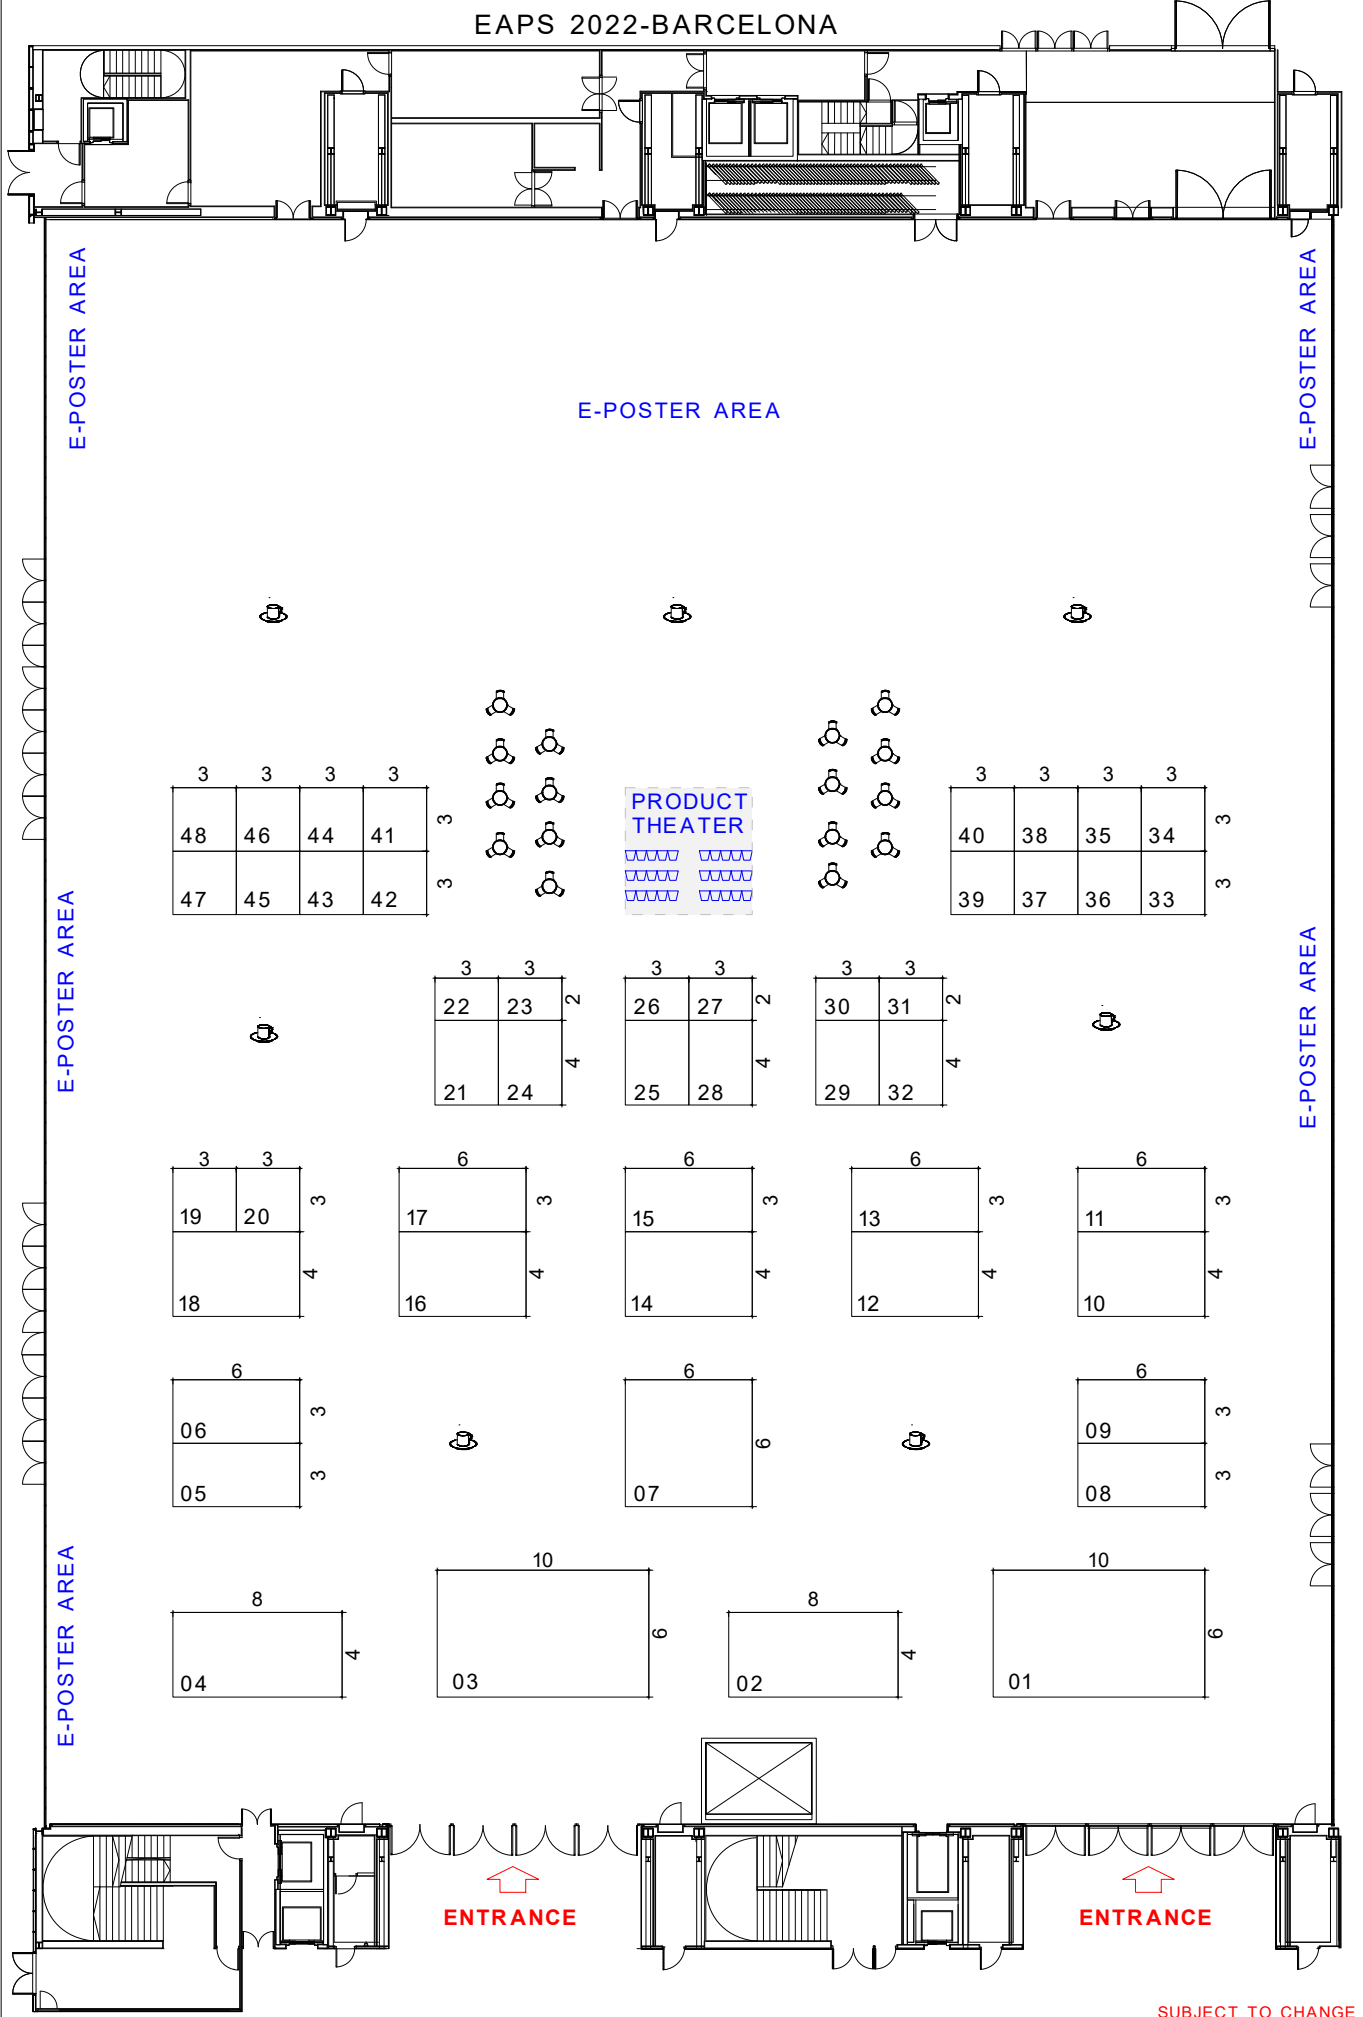 EAPS 2022-BARCELONA
E-POSTER AREA
E-POSTER AREA
E-POSTER AREA
3 3 3 3
3 3 3 3
PRODUCT
THEATER
48 46 44 41 3
40 38 35 34 3
47 45 43 42 3
39 37 36 33 3
E-POSTER AREA
E-POSTER AREA
3 3
3 3
3 3
22 23 2
26 27 2
30 31 2
21 24 4
25 28 4
29 32 4
3 3
6
6
6
6
19 20 3
17 3
15 3
13 3
11 3
18 4
16 4
14 4
12 4
10 4
6
6
6
06 3
09 3
07 6
05 3
08 3
E-POSTER AREA
8
10
8
10
04 4
03 6
02 4
01 6
ENTRANCE
ENTRANCE
SUBJECT TO CHANGE